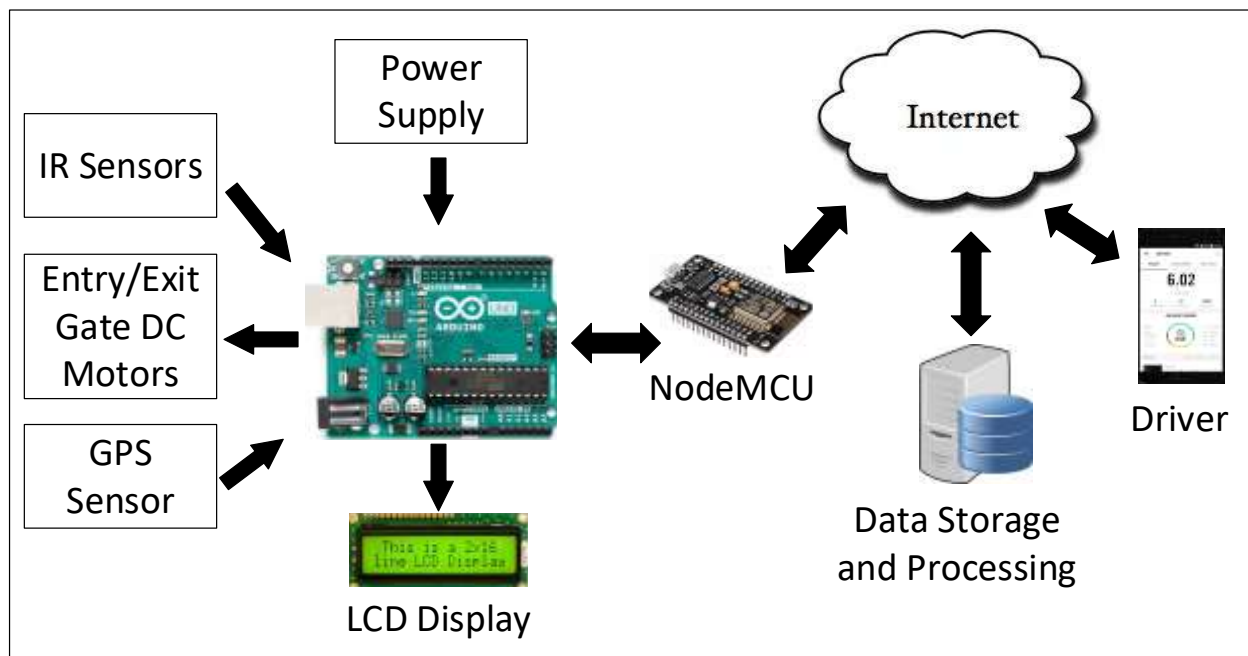 Power
Supply
IR Sensors
Entry/Exit
Gate DC
Motors
GPS
Sensor
ARDUINO
This is a 2x16
line LCD Display
LCD Display
NodeMCU
Internet
6.02
Driver
Data Storage
and Processing